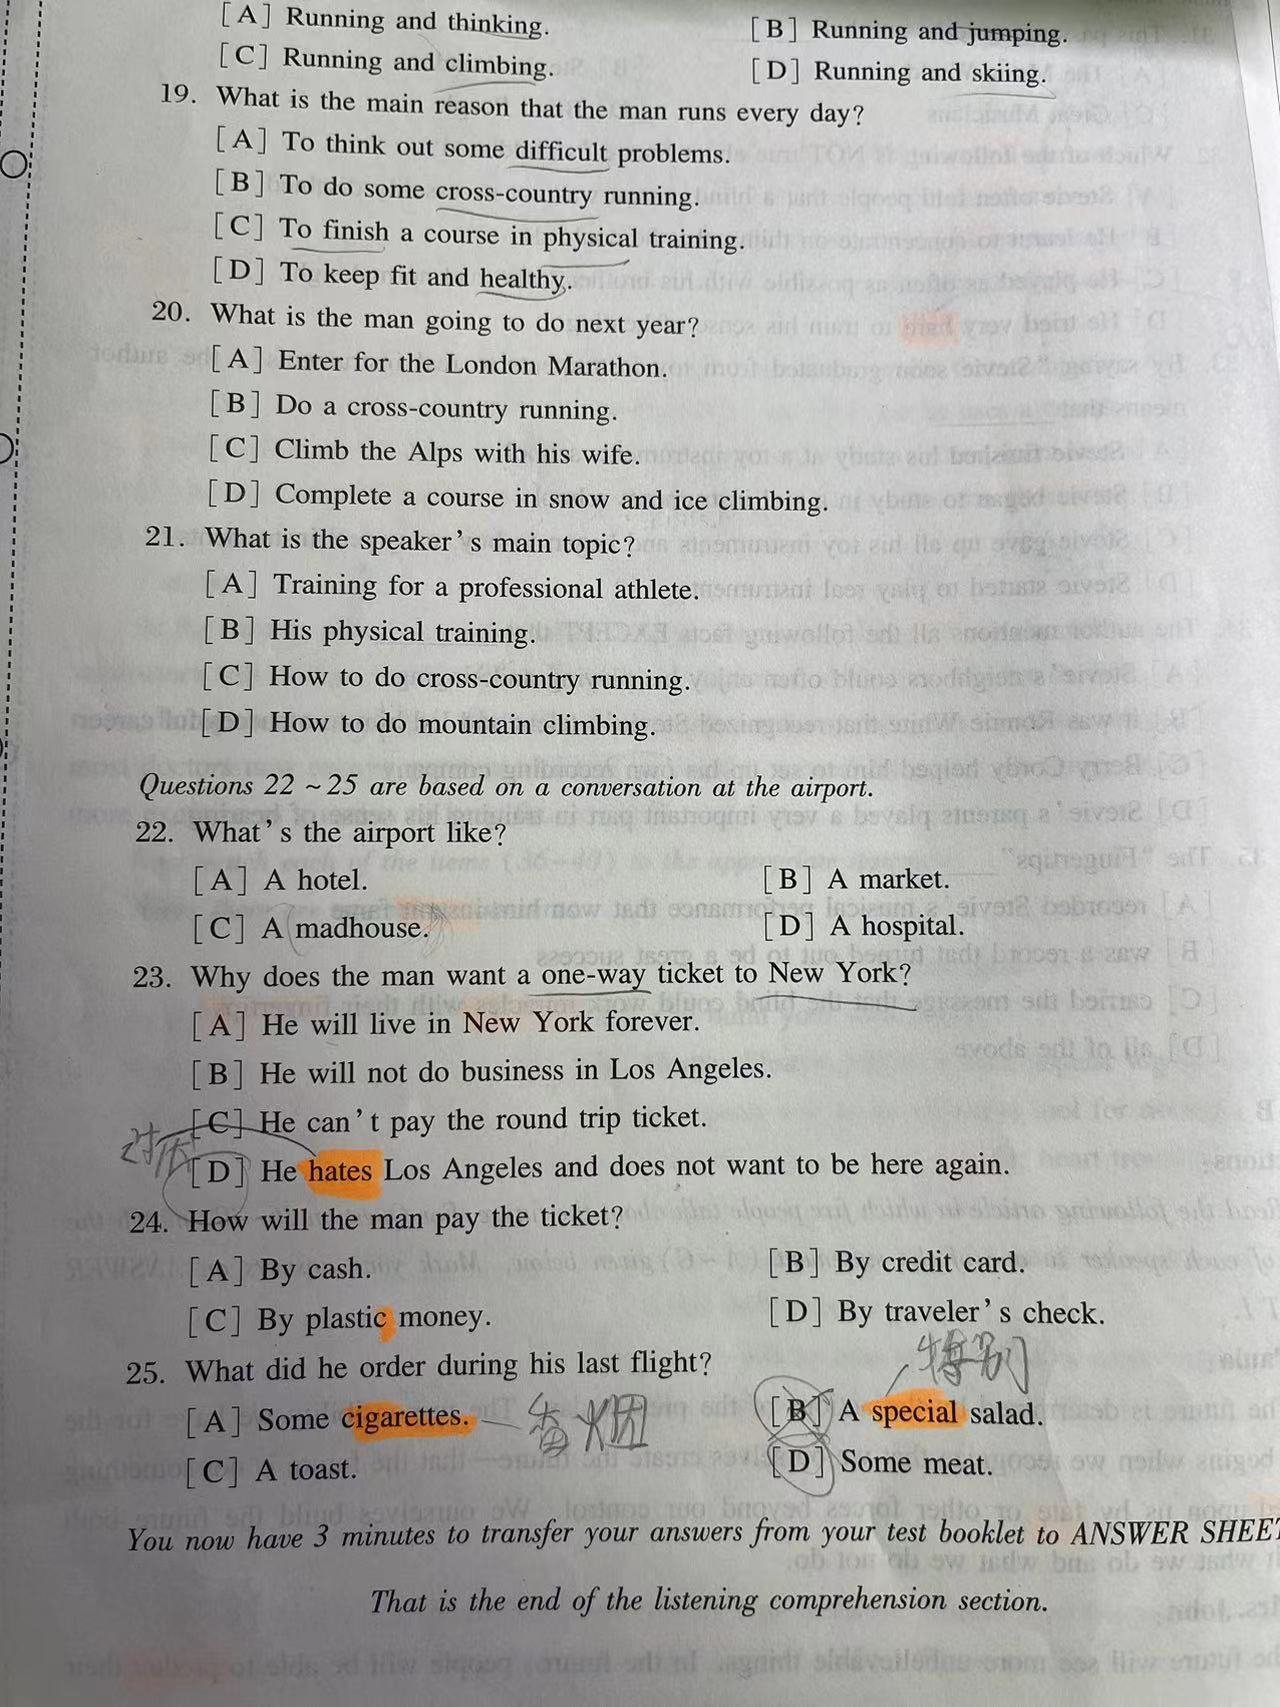 [A] Running and thinking. [B] Running and jumping.
[C] Running and climbing. [D] Running and skiing.
19. What is the main reason that the man runs every day?
[A] To think out some difficult problems.
[B] To do some cross-country running.
[C] To finish a course in physical training.
[D] To keep fit and healthy.
20. What is the man going to do next year?
[A] Enter for the London Marathon.
[B] Do a cross-country running.
[C] Climb the Alps with his wife.
[D] Complete a course in snow and ice climbing.
21. What is the speaker's main topic?
[A] Training for a professional athlete.
[B] His physical training.
[C] How to do cross-country running.
[D] How to do mountain climbing.
Questions 22~25 are based on a conversation at the airport.
22. What's the airport like?
[A] A hotel. [B] A market.
[C] A madhouse. [D] A hospital.
23. Why does the man want a one-way ticket to New York?
[A] He will live in New York forever.
[B] He will not do business in Los Angeles.
[C] He can't pay the round trip ticket.
[D] He hates Los Angeles and does not want to be here again.
24. How will the man pay the ticket?
[A] By cash. [B] By credit card.
[C] By plastic money. [D] By traveler's check.
25. What did he order during his last flight?
特别
[A] Some cigarettes. 香烟 [B] A special salad.
[C] A toast. [D] Some meat.
You now have 3 minutes to transfer your answers from your test booklet to ANSWER SHEET
That is the end of the listening comprehension section.